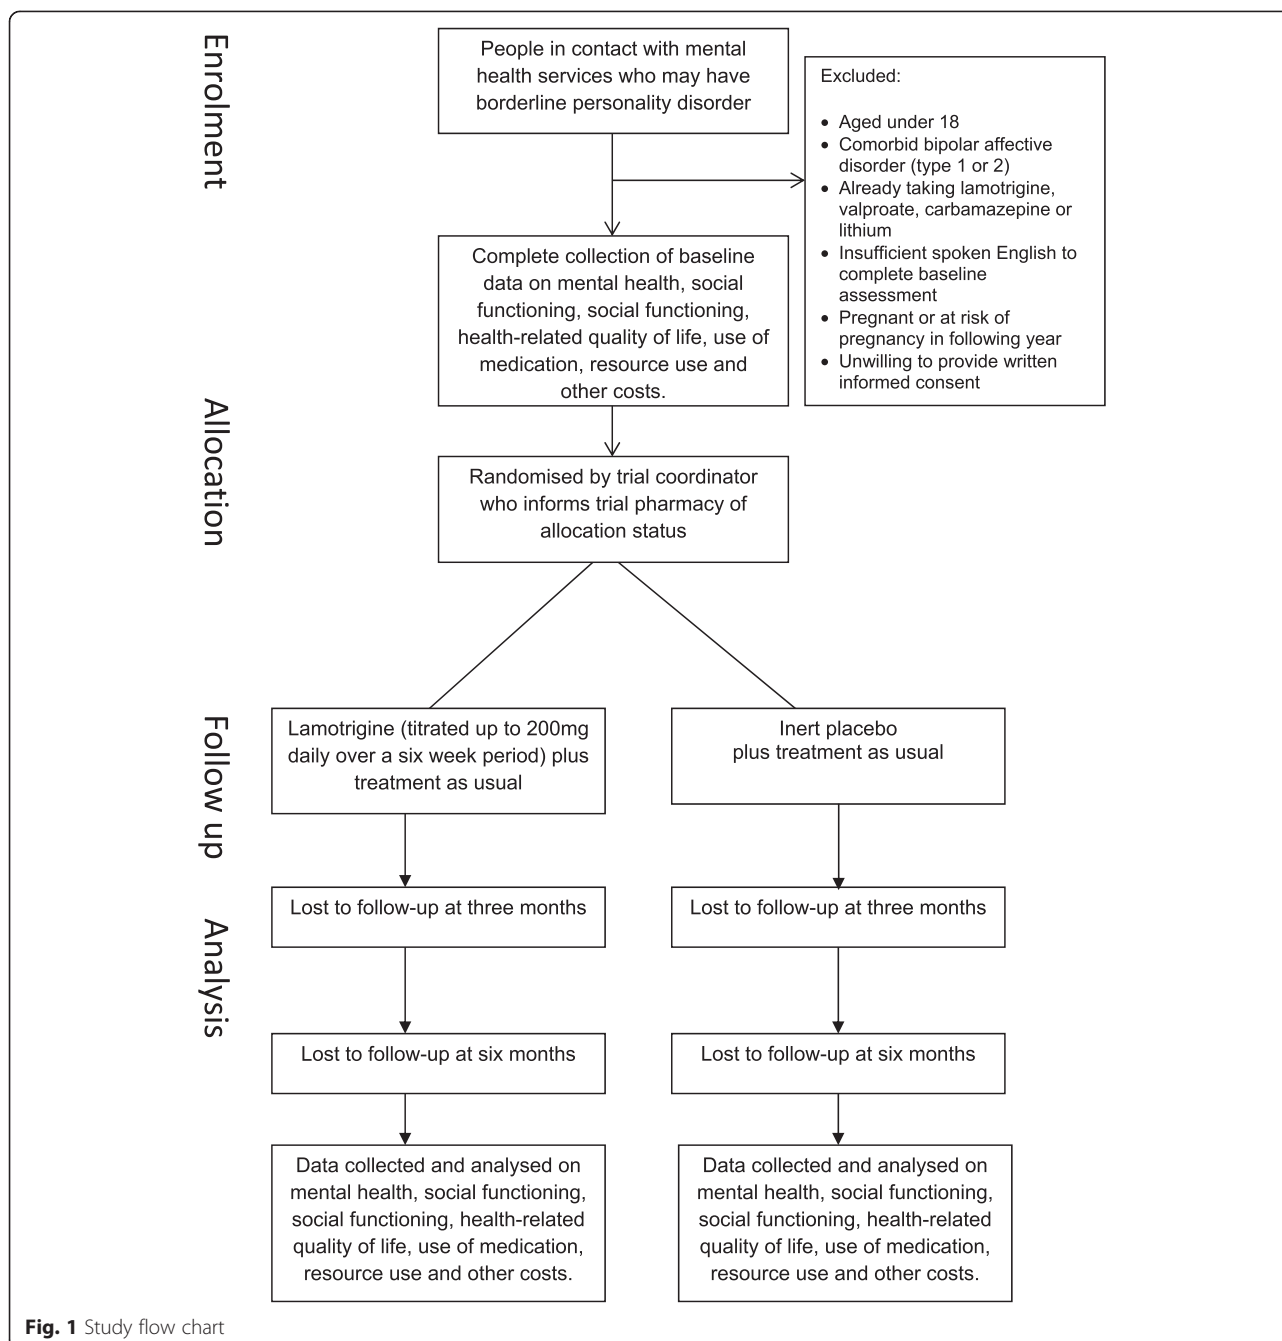 Enrolment
People in contact with mental
health services who may have
borderline personality disorder
Excluded:
• Aged under 18
• Comorbid bipolar affective
disorder (type 1 or 2)
• Already taking lamotrigine,
valproate, carbamazepine or
lithium
• Insufficient spoken English to
complete baseline
assessment
• Pregnant or at risk of
pregnancy in following year
• Unwilling to provide written
informed consent
Complete collection of baseline
data on mental health, social
functioning, social functioning,
health-related quality of life, use of
medication, resource use and
other costs.
Allocation
Randomised by trial coordinator
who informs trial pharmacy of
allocation status
Follow up
Lamotrigine (titrated up to 200mg
daily over a six week period) plus
treatment as usual
Inert placebo
plus treatment as usual
Analysis
Lost to follow-up at three months
Lost to follow-up at three months
Lost to follow-up at six months
Lost to follow-up at six months
Data collected and analysed on
mental health, social functioning,
social functioning, health-related
quality of life, use of medication,
resource use and other costs.
Data collected and analysed on
mental health, social functioning,
social functioning, health-related
quality of life, use of medication,
resource use and other costs.
Fig. 1 Study flow chart